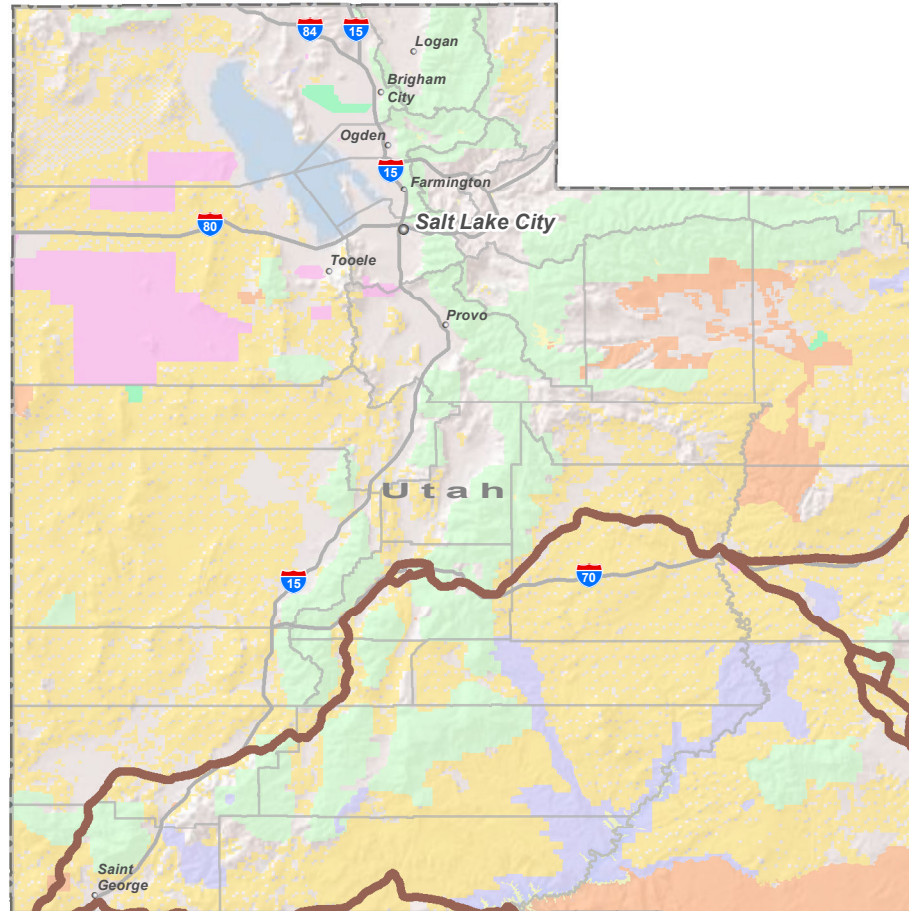 84
15
Logan
Brigham
City
Ogden
15
Farmington
80
Salt Lake City
Tooele
Provo
Utah
15
70
Saint
George